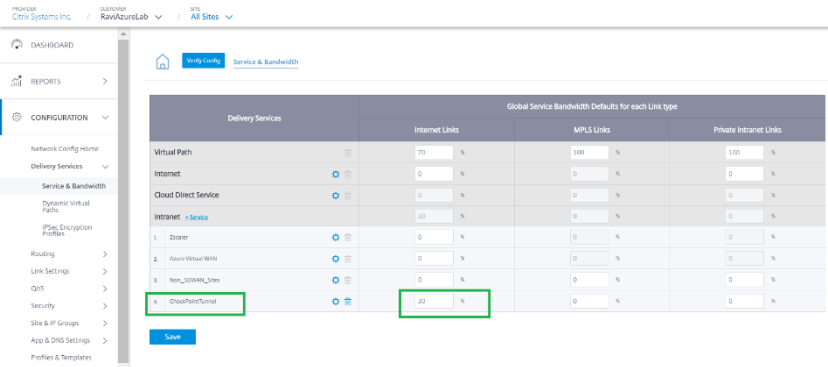 PROVIDER CUSTOMER SITE
Citrix Systems Inc. / RaviAzureLab / All Sites
DASHBOARD
REPORTS
CONFIGURATION
Network Config Home
Delivery Services
Service & Bandwidth
Dynamic Virtual
Paths
IPSec Encryption
Profiles
Routing
Link Settings
QoS
Security
Site & IP Groups
App & DNS Settings
Profiles & Templates
Verify Config Service & Bandwidth
Delivery Services Global Service Bandwidth Defaults for each Link type
Internet Links MPLS Links Private Intranet Links
Virtual Path 70 % 100 % 100 %
Internet 0 % 0 % 0 %
Cloud Direct Service 0 % 0 % 0 %
Intranet + Service 30 % 0 % 0 %
1. Zscaler 0 % 0 % 0 %
2. Azure Virtual WAN 0 % 0 % 0 %
3. Non_SDWAN_Sites 0 % 0 % 0 %
4. CheckPointTunnel 30 % 0 % 0 %
Save